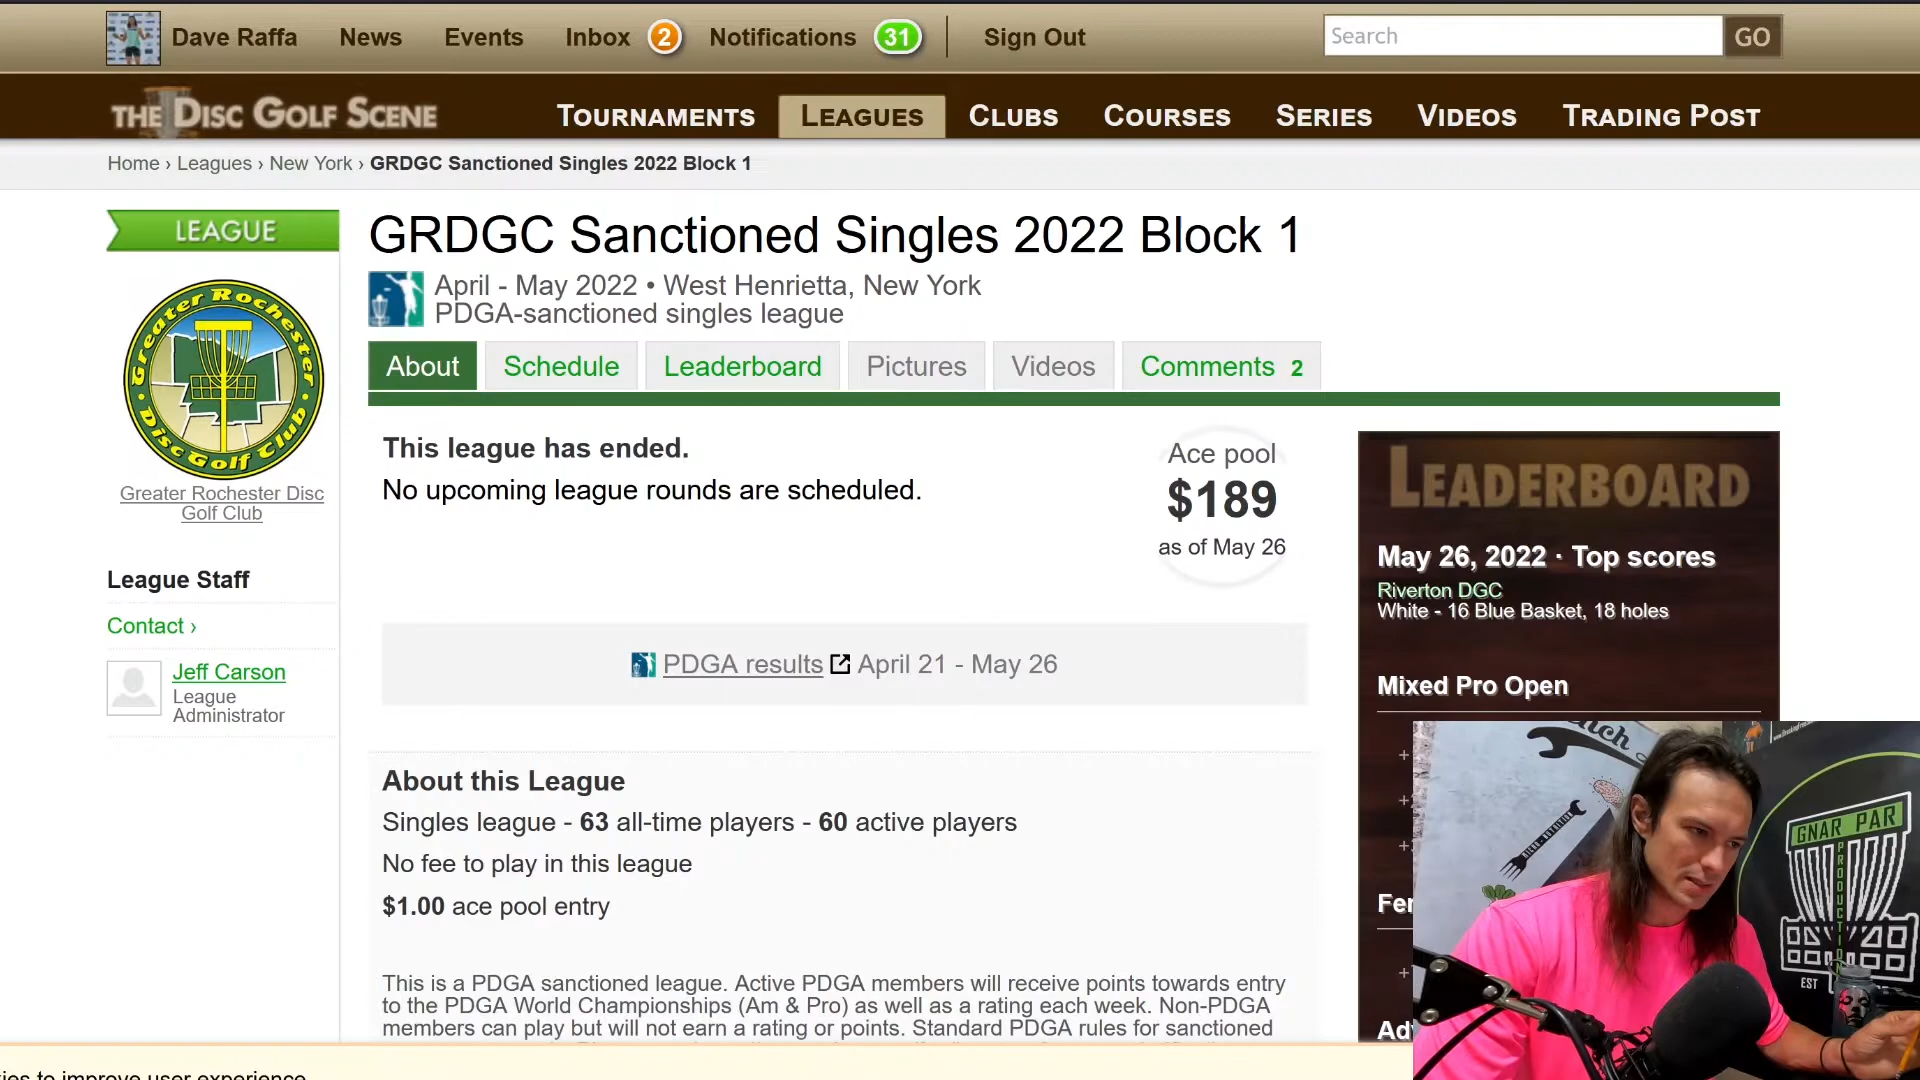 Dave Raffa News Events Inbox 2 Notifications 31 Sign Out Search GO
THE DISC GOLF SCENE TOURNAMENTS LEAGUES CLUBS COURSES SERIES VIDEOS TRADING POST
Home › Leagues › New York › GRDGC Sanctioned Singles 2022 Block 1
LEAGUE
Greater Rochester
Disc Golf Club
Greater Rochester Disc
Golf Club
League Staff
Contact ›
Jeff Carson
League
Administrator
GRDGC Sanctioned Singles 2022 Block 1
April - May 2022 • West Henrietta, New York
PDGA-sanctioned singles league
About Schedule Leaderboard Pictures Videos Comments 2
This league has ended.
No upcoming league rounds are scheduled.
Ace pool
$189
as of May 26
PDGA results April 21 - May 26
About this League
Singles league - 63 all-time players - 60 active players
No fee to play in this league
$1.00 ace pool entry
This is a PDGA sanctioned league. Active PDGA members will receive points towards entry
to the PDGA World Championships (Am & Pro) as well as a rating each week. Non-PDGA
members can play but will not earn a rating or points. Standard PDGA rules for sanctioned
LEADERBOARD
May 26, 2022 · Top scores
Riverton DGC
White - 16 Blue Basket, 18 holes
Mixed Pro Open
GNAR PAR
PRODUCTION
EST
to improve user experience